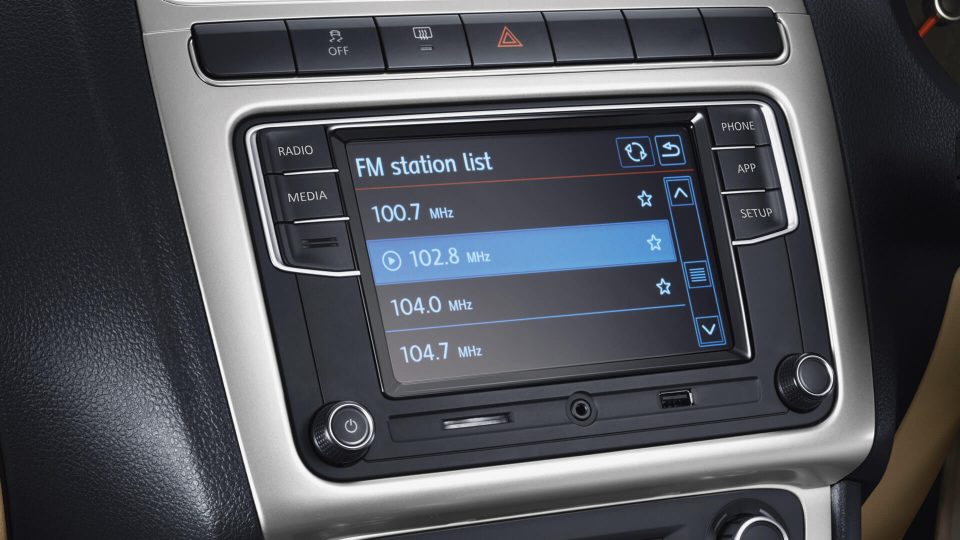 OFF
RADIO
MEDIA
PHONE
APP
SETUP
FM station list
100.7 MHz
102.8 MHz
104.0 MHz
104.7 MHz